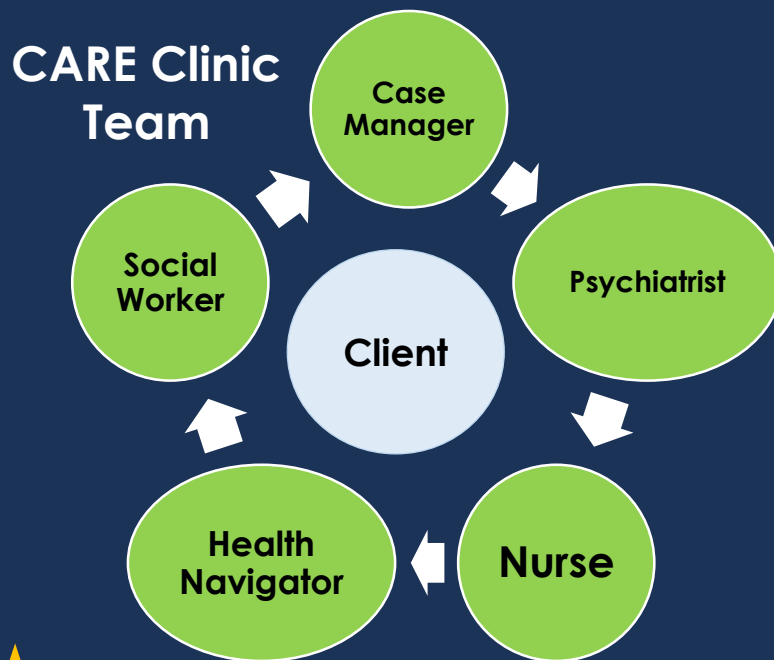 CARE Clinic
Team
Case
Manager
Psychiatrist
Social
Worker
Client
Health
Navigator
Nurse